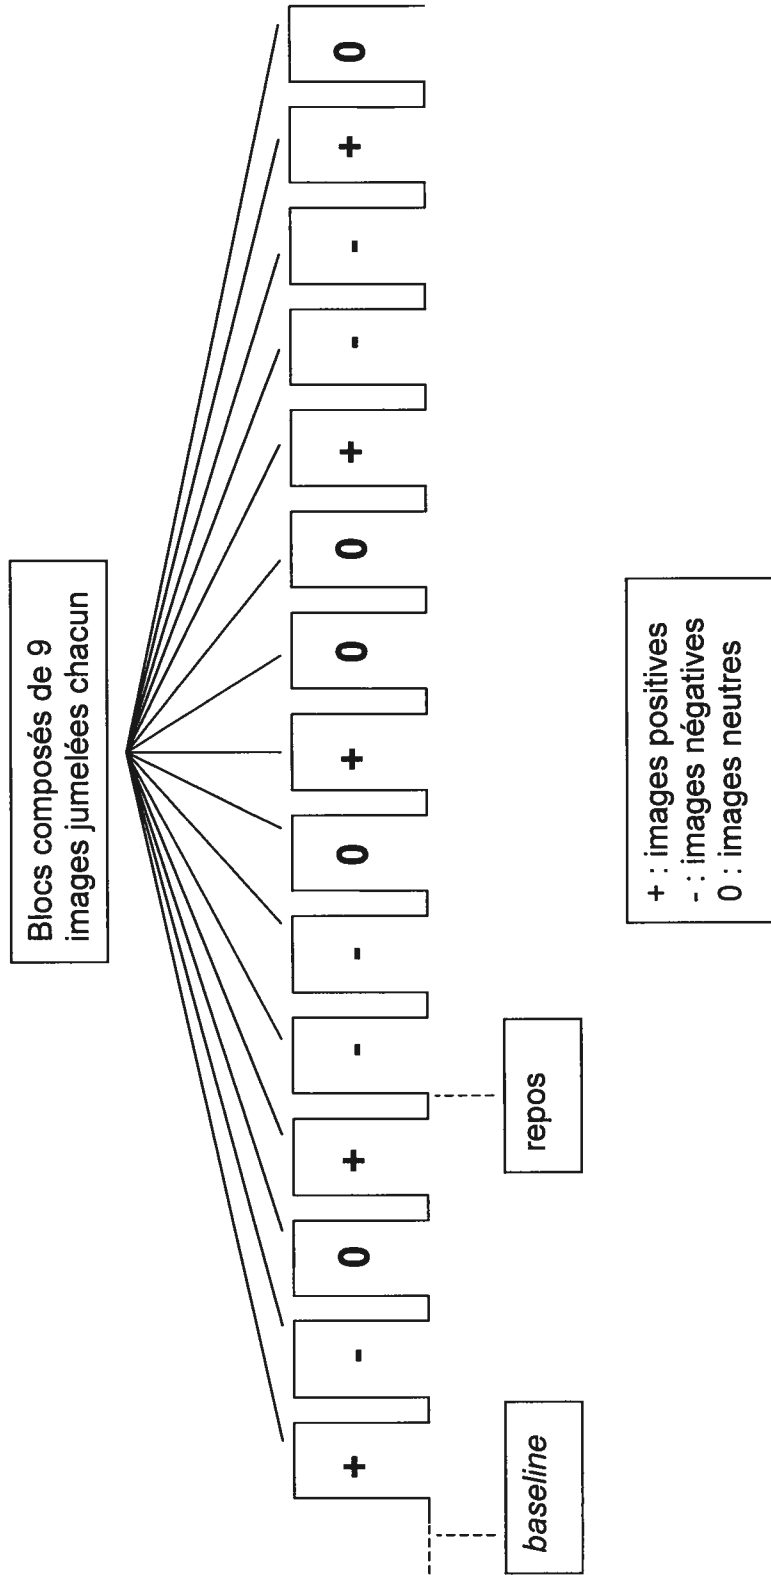 Blocs composés de 9
images jumelées chacun
+ - 0 + - - 0 + 0 0 + - - + 0
baseline
repos
+ : images positives
- : images négatives
0 : images neutres